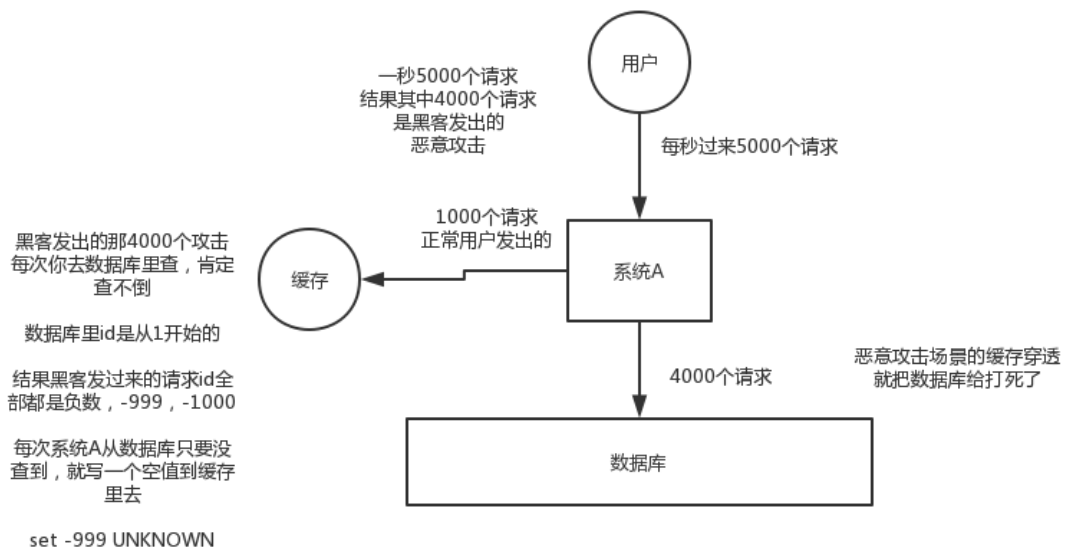 用户
一秒5000个请求
结果其中4000个请求
是黑客发出的
恶意攻击
每秒过来5000个请求
1000个请求
正常用户发出的
黑客发出的那4000个攻击
每次你去数据库里查，肯定
查不倒
数据库里id是从1开始的
结果黑客发过来的请求id全
部都是负数，-999，-1000
每次系统A从数据库只要没
查到，就写一个空值到缓存
里去
set -999 UNKNOWN
缓存
系统A
4000个请求
恶意攻击场景的缓存穿透
就把数据库给打死了
数据库